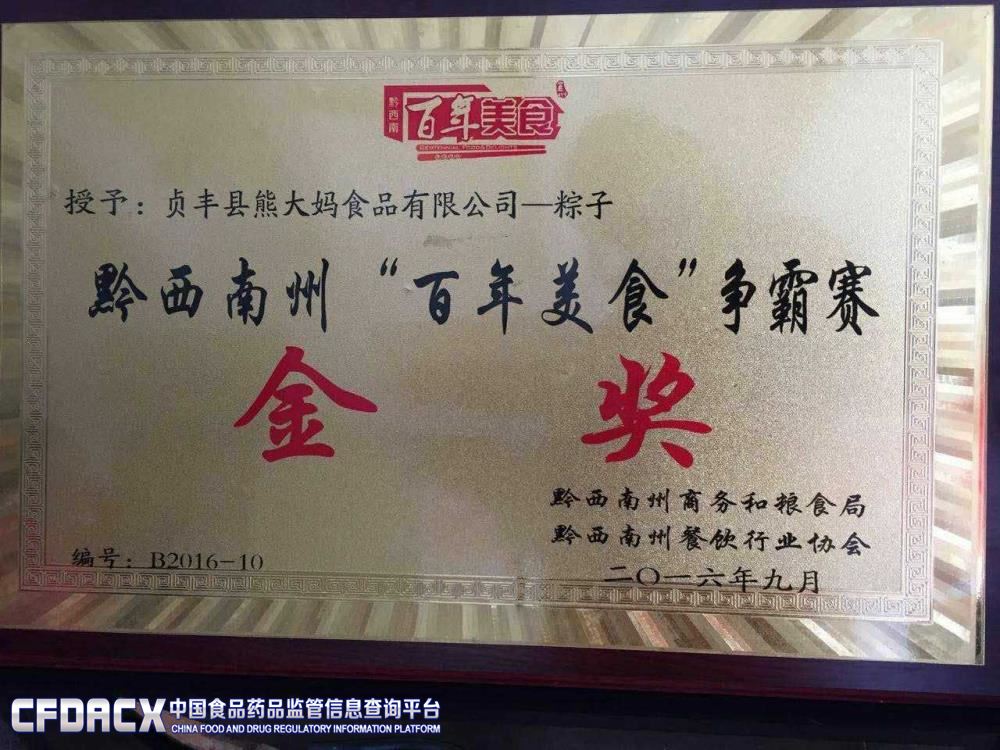 黔西南
百年美食
CENTENNIAL FOOD DELIGHTS
授予：贞丰县熊大妈食品有限公司—粽子
黔西南州“百年美食”争霸赛
金奖
黔西南州商务和粮食局
黔西南州餐饮行业协会
编号：B2016-10
二〇一六年九月
CFDACX 中国食品药品监管信息查询平台
CHINA FOOD AND DRUG REGULATORY INFORMATION PLATFORM